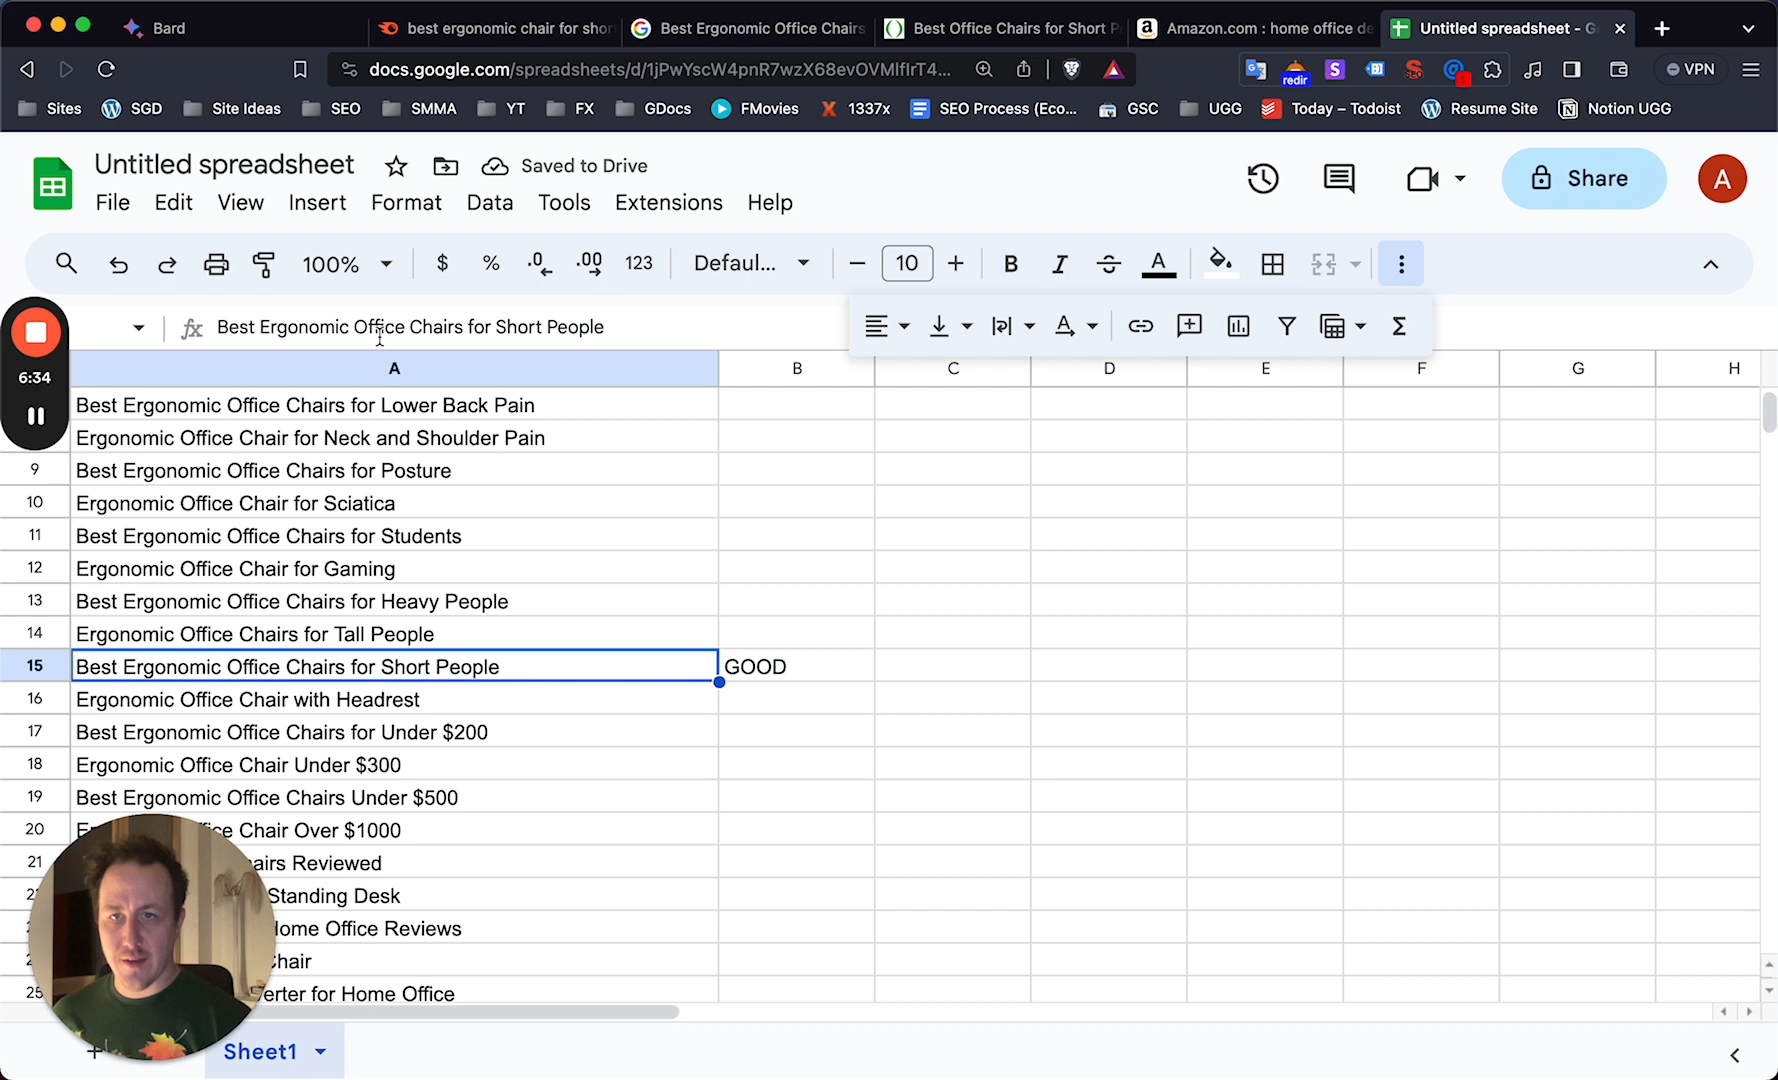 Bard
best ergonomic chair for shor
Best Ergonomic Office Chairs
Best Office Chairs for Short P
Amazon.com : home office de
Untitled spreadsheet - G
docs.google.com/spreadsheets/d/1jPwYscW4pnR7wzX68evOVMlfIrT4...
redir
1
VPN
Sites
SGD
Site Ideas
SEO
SMMA
YT
FX
GDocs
FMovies
1337x
SEO Process (Eco...
GSC
UGG
Today – Todoist
Resume Site
Notion UGG
Untitled spreadsheet
Saved to Drive
Share
A
File Edit View Insert Format Data Tools Extensions Help
100%
$ % .0 .00 123
Defaul...
10
B I A
6:34
fx Best Ergonomic Office Chairs for Short People
A B C D E F G H
Best Ergonomic Office Chairs for Lower Back Pain
Ergonomic Office Chair for Neck and Shoulder Pain
9 Best Ergonomic Office Chairs for Posture
10 Ergonomic Office Chair for Sciatica
11 Best Ergonomic Office Chairs for Students
12 Ergonomic Office Chair for Gaming
13 Best Ergonomic Office Chairs for Heavy People
14 Ergonomic Office Chairs for Tall People
15 Best Ergonomic Office Chairs for Short People GOOD
16 Ergonomic Office Chair with Headrest
17 Best Ergonomic Office Chairs for Under $200
18 Ergonomic Office Chair Under $300
19 Best Ergonomic Office Chairs Under $500
20 ce Chair Over $1000
21 airs Reviewed
Standing Desk
ome Office Reviews
Chair
25 erter for Home Office
Sheet1